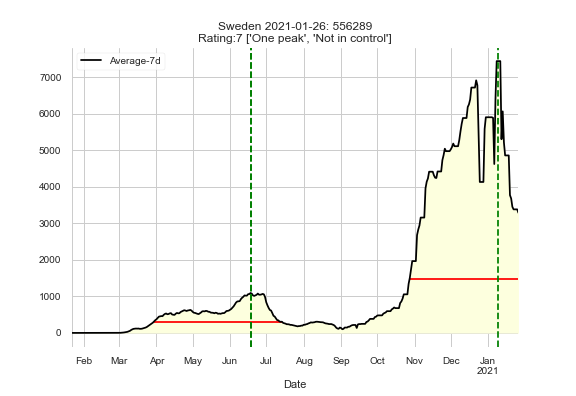 Sweden 2021-01-26: 556289
Rating:7 ['One peak', 'Not in control']
Average-7d
7000
6000
5000
4000
3000
2000
1000
0
Feb Mar Apr May Jun Jul Aug Sep Oct Nov Dec Jan
2021
Date